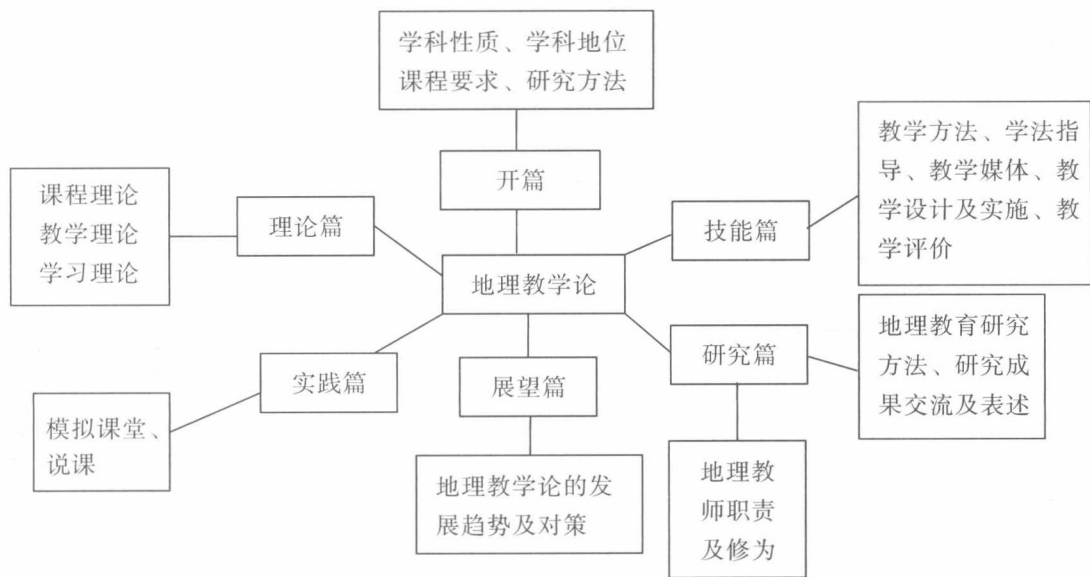 学科性质、学科地位
课程要求、研究方法
开篇
教学方法、学法指
导、教学媒体、教
学设计及实施、教
学评价
技能篇
课程理论
教学理论
学习理论
理论篇
地理教学论
研究篇
地理教育研究
方法、研究成
果交流及表述
实践篇
展望篇
模拟课堂、
说课
地理教学论的发
展趋势及对策
地理教
师职责
及修为